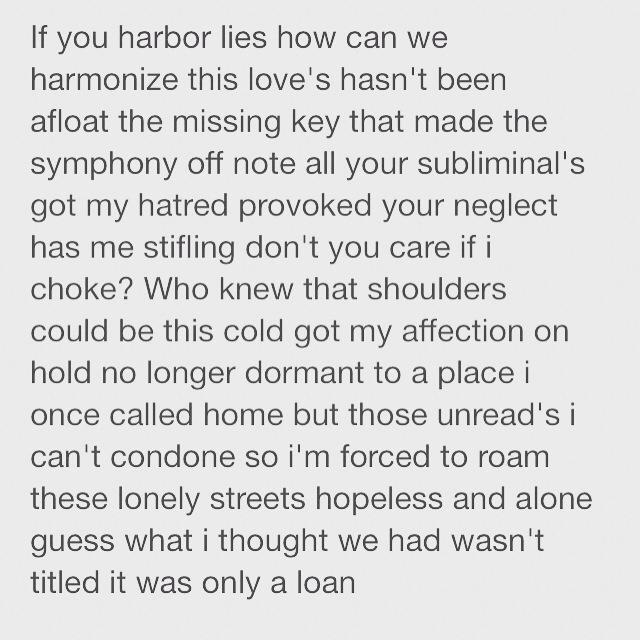 If you harbor lies how can we
harmonize this love's hasn't been
afloat the missing key that made the
symphony off note all your subliminal's
got my hatred provoked your neglect
has me stifling don't you care if i
choke? Who knew that shoulders
could be this cold got my affection on
hold no longer dormant to a place i
once called home but those unread's i
can't condone so i'm forced to roam
these lonely streets hopeless and alone
guess what i thought we had wasn't
titled it was only a loan